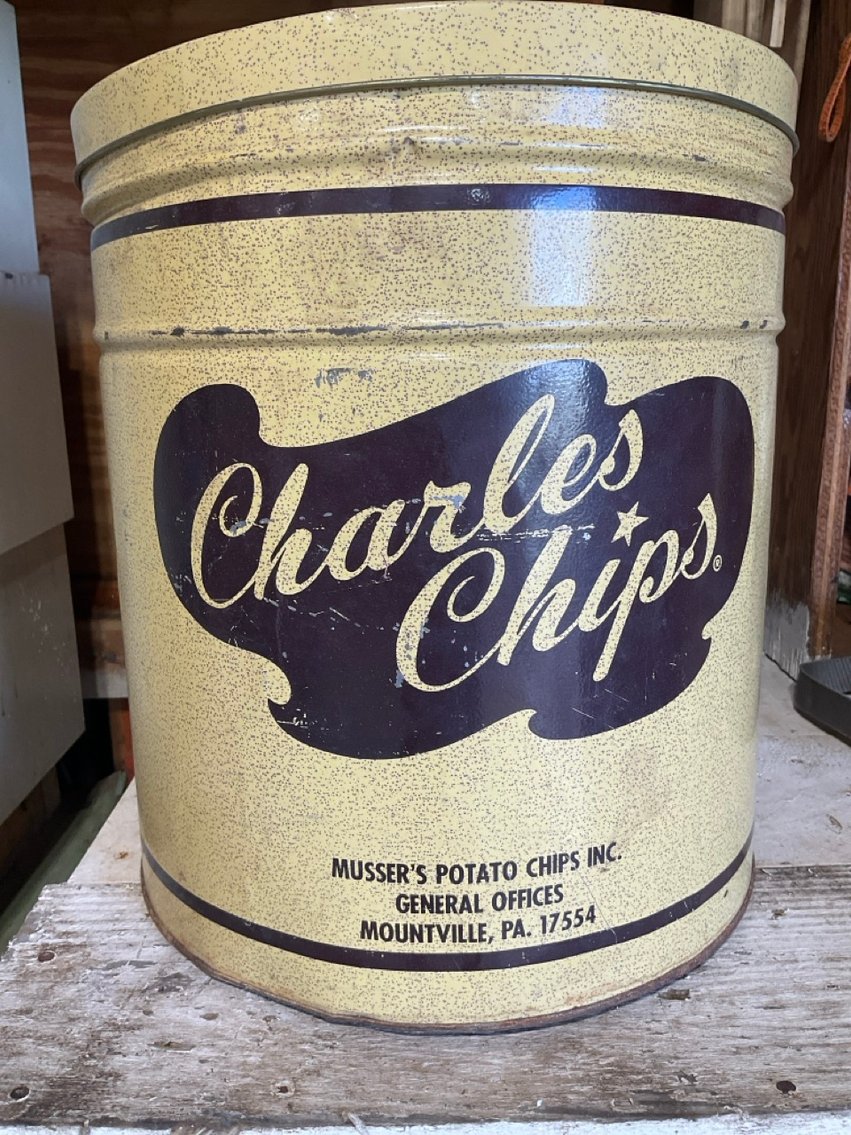 Charles
Chips®
MUSSER'S POTATO CHIPS INC.
GENERAL OFFICES
MOUNTVILLE, PA. 17554